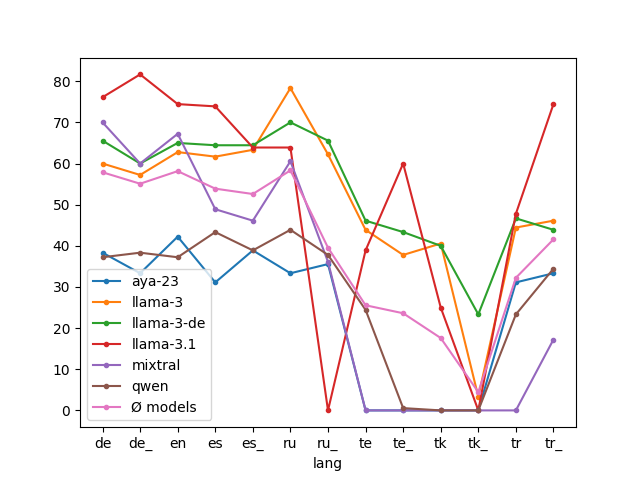 80
70
60
50
40
30
20
10
0
aya-23
llama-3
llama-3-de
llama-3.1
mixtral
qwen
Ø models
de de_ en es es_ ru ru_ te te_ tk tk_ tr tr_
lang